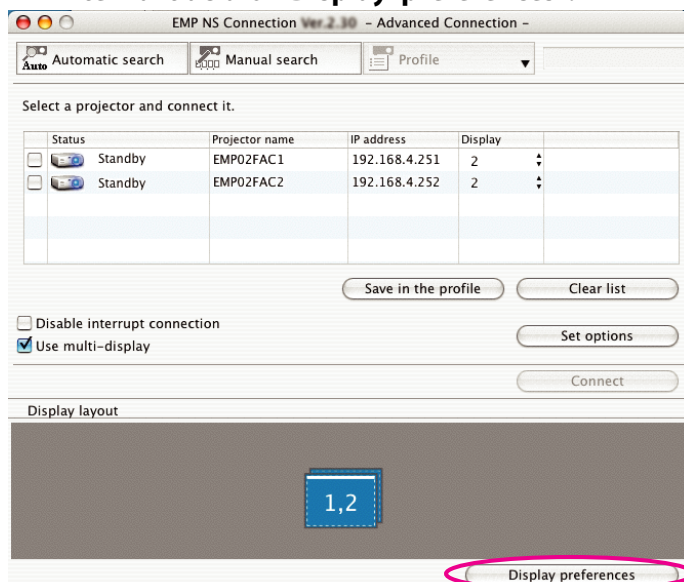 EMP NS Connection Ver.2.30 - Advanced Connection -
Auto Automatic search Manual search Profile
Select a projector and connect it.
Status Projector name IP address Display
Standby EMP02FAC1 192.168.4.251 2
Standby EMP02FAC2 192.168.4.252 2
Save in the profile Clear list
Disable interrupt connection
Set options
Use multi-display
Connect
Display layout
1,2
Display preferences